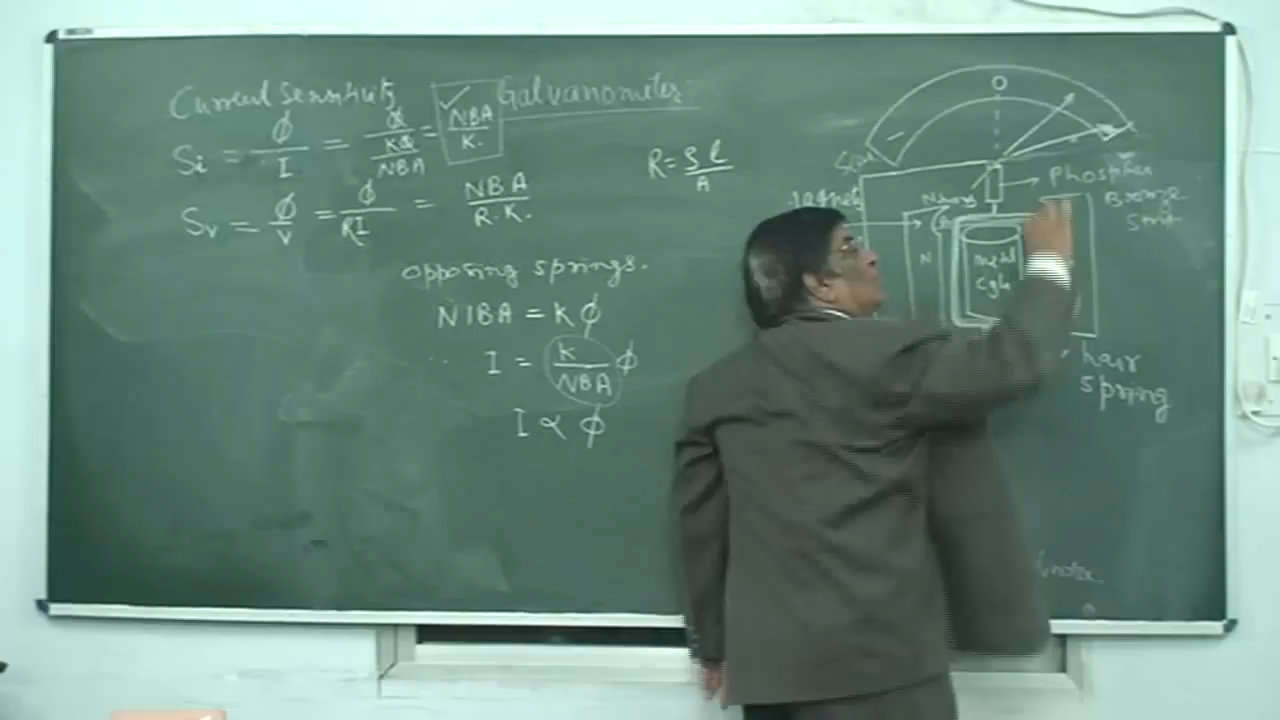 Current Sensitivity
Galvanometer
Si = ϕ/I = ϕ/(Kϕ/NBA) = NBA/K.
Sv = ϕ/V = ϕ/RI = NBA/R.K.
R = ρl/A
Opposing springs.
NIBA = Kϕ
I = K/NBA ϕ
I ∝ ϕ
O
Phosphor
Bronze
Strip
N
hair
spring